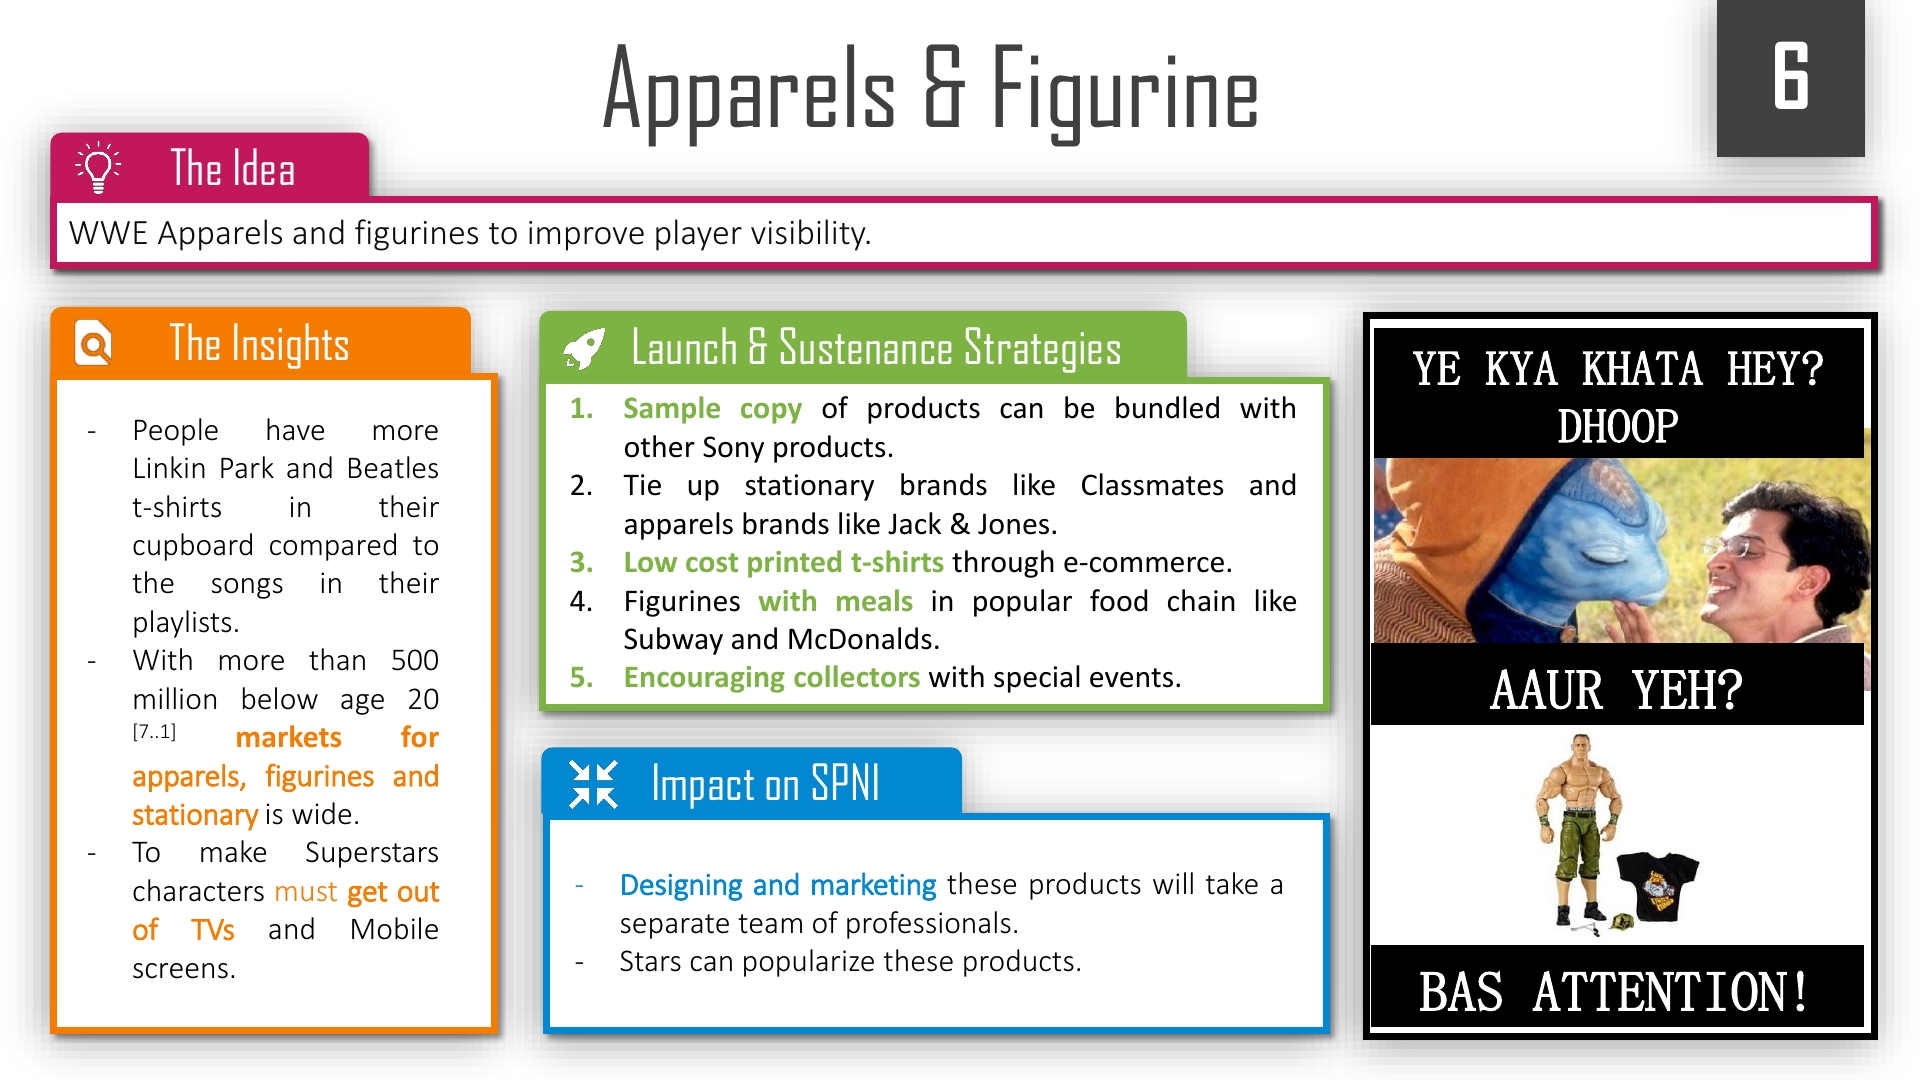 Apparels & Figurine
6
The Idea
WWE Apparels and figurines to improve player visibility.
The Insights
- People have more
Linkin Park and Beatles
t-shirts in their
cupboard compared to
the songs in their
playlists.
- With more than 500
million below age 20
[7..1] markets for
apparels, figurines and
stationary is wide.
- To make Superstars
characters must get out
of TVs and Mobile
screens.
Launch & Sustenance Strategies
1. Sample copy of products can be bundled with
other Sony products.
2. Tie up stationary brands like Classmates and
apparels brands like Jack & Jones.
3. Low cost printed t-shirts through e-commerce.
4. Figurines with meals in popular food chain like
Subway and McDonalds.
5. Encouraging collectors with special events.
Impact on SPNI
- Designing and marketing these products will take a
separate team of professionals.
- Stars can popularize these products.
YE KYA KHATA HEY?
DHOOP
AAUR YEH?
BAS ATTENTION!